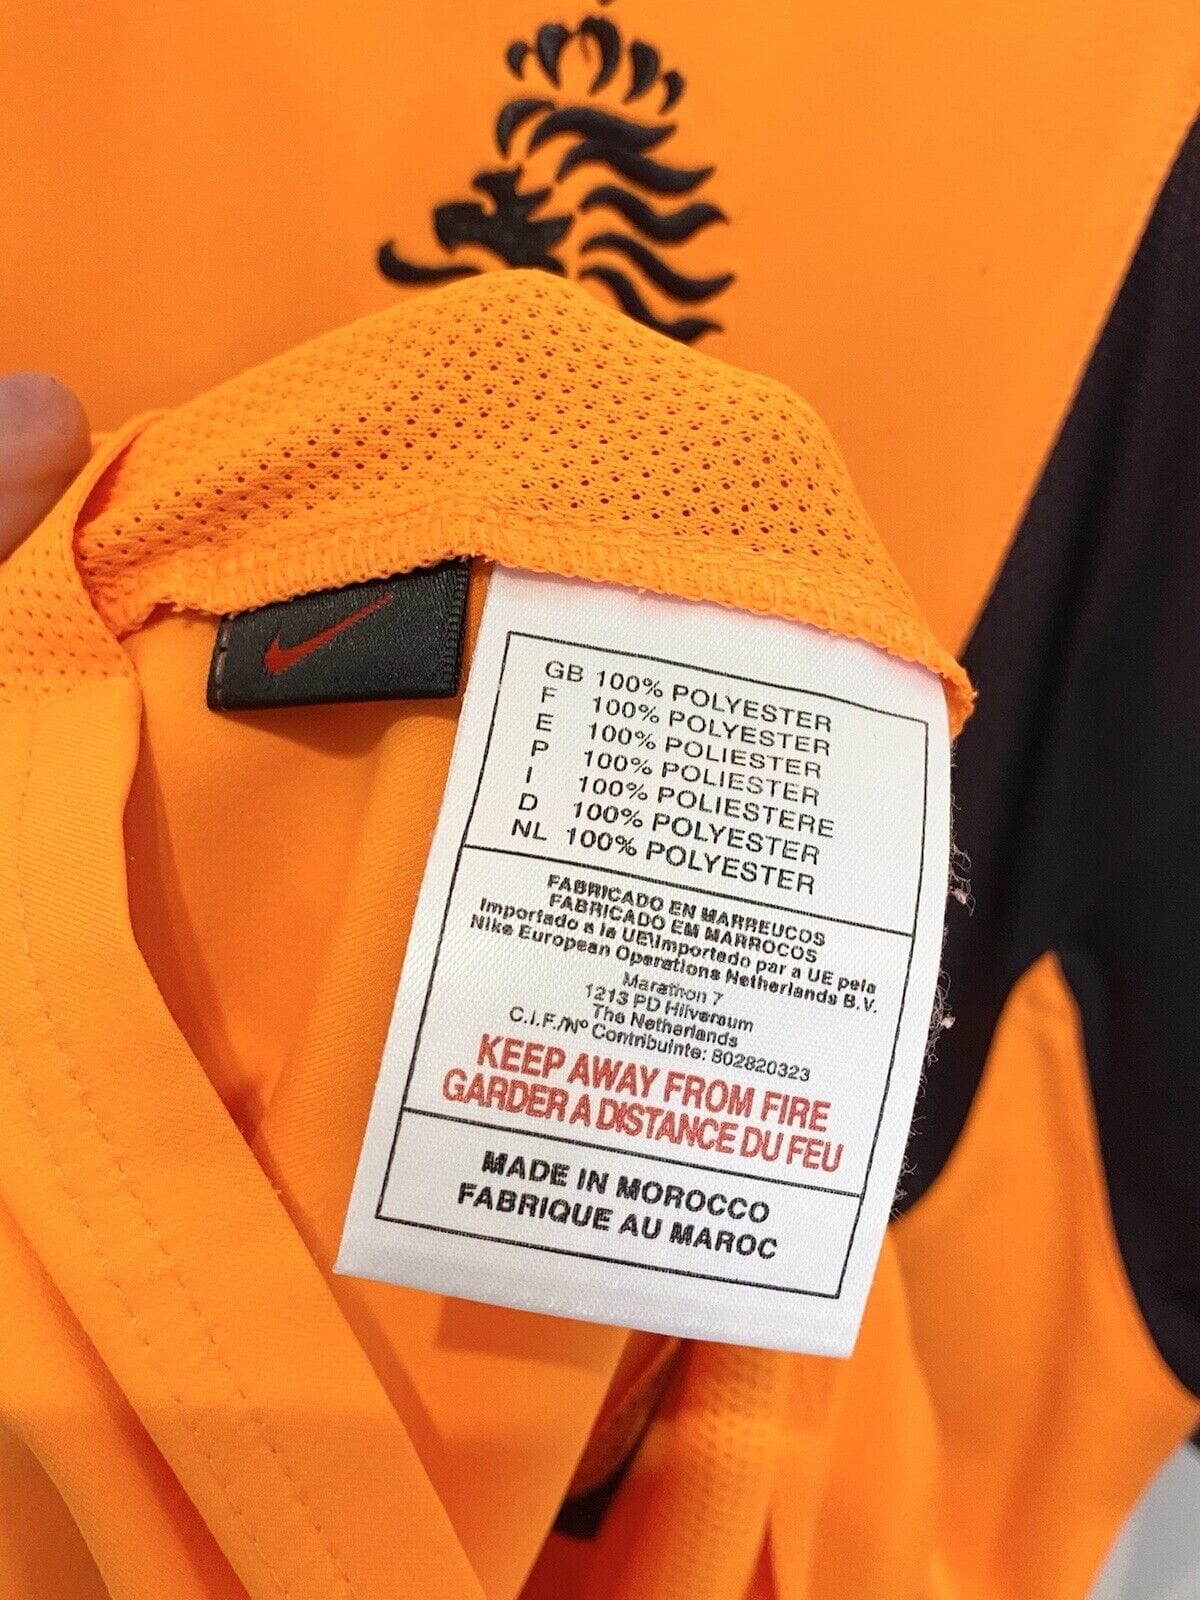 GB 100% POLYESTER
F 100% POLYESTER
E 100% POLIESTER
P 100% POLIESTER
I 100% POLIESTERE
D 100% POLYESTER
NL 100% POLYESTER
FABRICADO EN MARREUCOS
FABRICADO EM MARROCOS
Importado a la UE\Importado par a UE pela
Nike European Operations Netherlands B.V.
Marathon 7
1213 PD Hilversum
The Netherlands
C.I.F./Nº Contribuinte: 802820323
KEEP AWAY FROM FIRE
GARDER A DISTANCE DU FEU
MADE IN MOROCCO
FABRIQUE AU MAROC